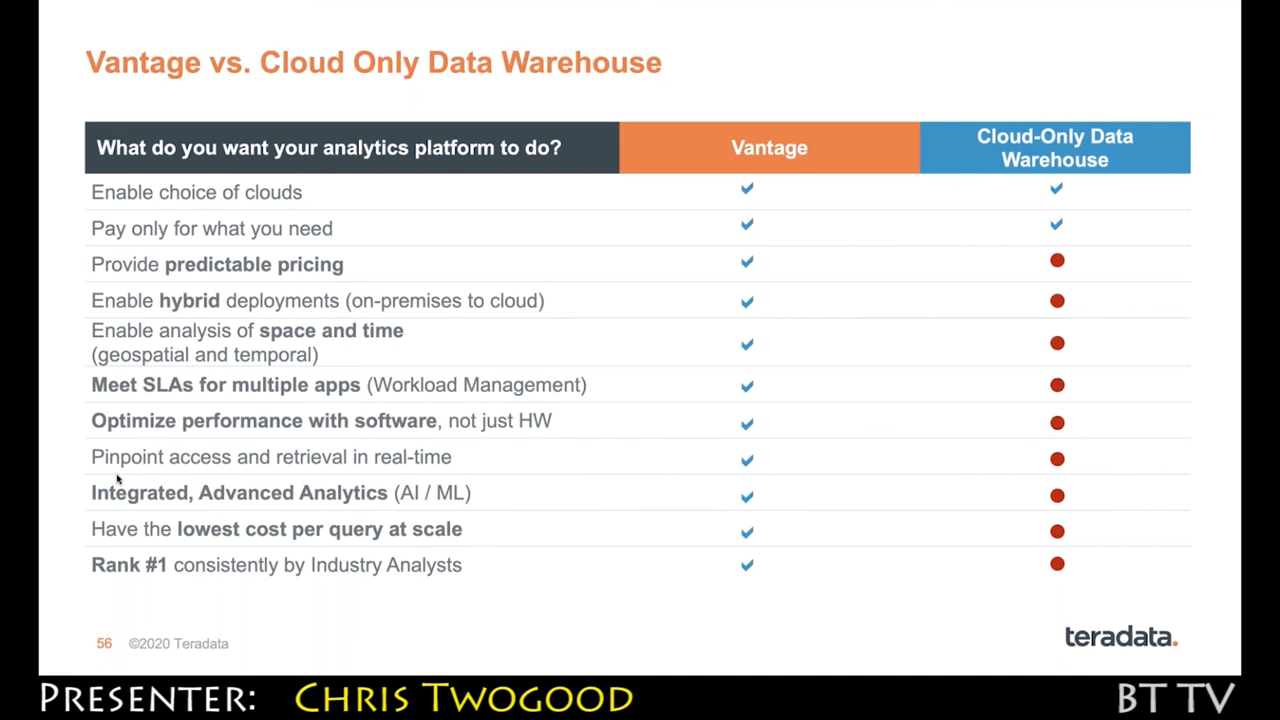 Vantage vs. Cloud Only Data Warehouse
What do you want your analytics platform to do?
Vantage
Cloud-Only Data
Warehouse
Enable choice of clouds
Pay only for what you need
Provide predictable pricing
Enable hybrid deployments (on-premises to cloud)
Enable analysis of space and time
(geospatial and temporal)
Meet SLAs for multiple apps (Workload Management)
Optimize performance with software, not just HW
Pinpoint access and retrieval in real-time
Integrated, Advanced Analytics (AI / ML)
Have the lowest cost per query at scale
Rank #1 consistently by Industry Analysts
56 ©2020 Teradata
teradata.
PRESENTER: CHRIS TWOGOOD
BT TV